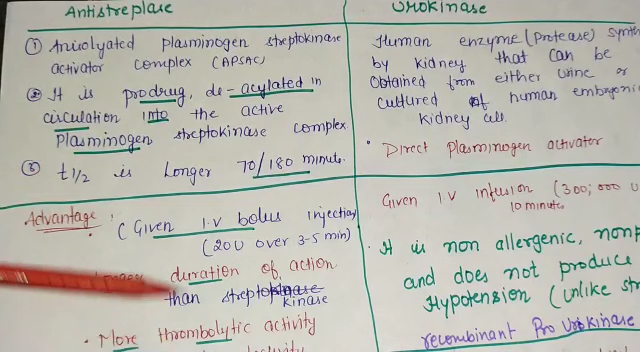 Antistreplase
① Anisolyated plasminogen streptokinase
activator complex (APSAC)
② It is prodrug, de-acylated in
circulation into the active
Plasminogen streptokinase complex
③ t1/2 is Longer 70/180 minute.
Advantage
(Given I.V bolus injection
(20U over 3-5 min)
duration of action
than streptokinase
• More thrombolytic activity
Urokinase
Human enzyme (Protease) synth
by kidney that can be
Obtained from either urine or
cultured of human embryonic
kidney cell.
• Direct Plasminogen activator
Given I.V infusion (300,000 U
10 minute
• It is non allergenic, nonp
and does not produce
Hypotension (unlike str
recombinant Pro Urokinase